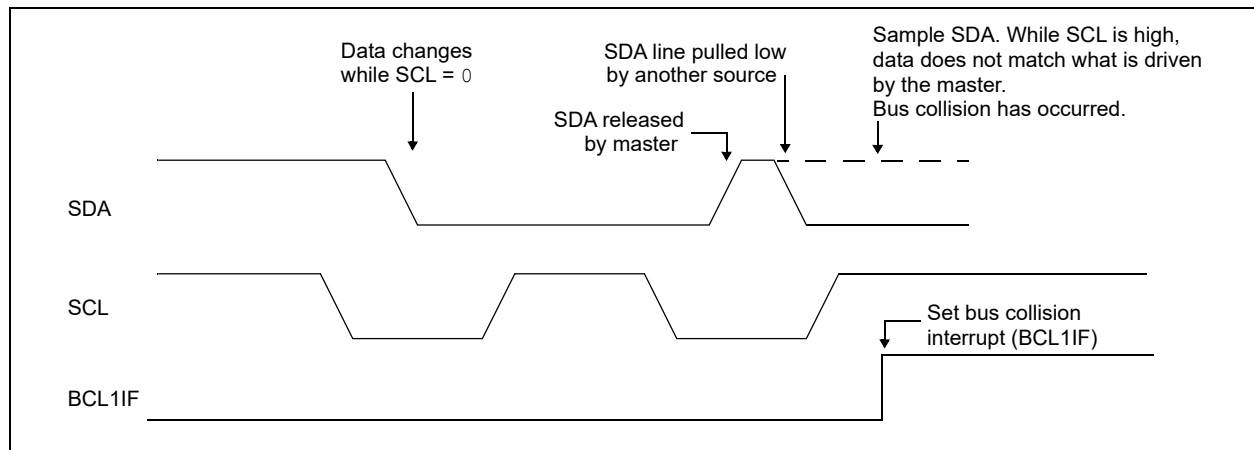 Data changes
while SCL = 0
SDA line pulled low
by another source
SDA released
by master
Sample SDA. While SCL is high,
data does not match what is driven
by the master.
Bus collision has occurred.
SDA
SCL
Set bus collision
interrupt (BCL1IF)
BCL1IF